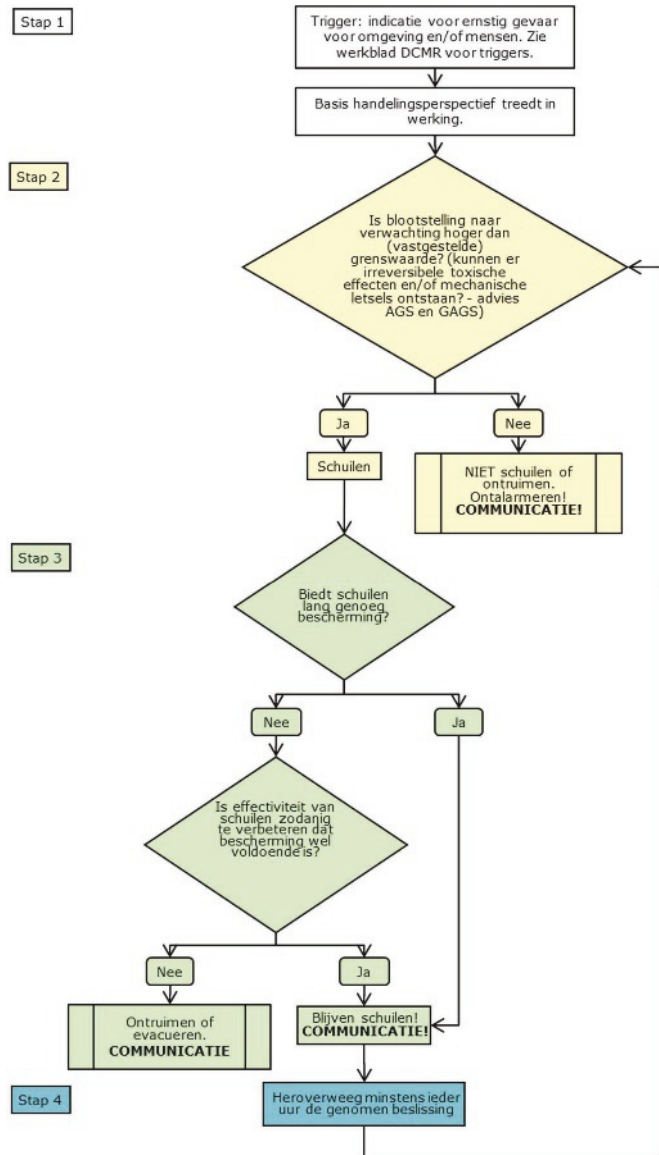 Stap 1
Trigger: indicatie voor ernstig gevaar
voor omgeving en/of mensen. Zie
werkblad DCMR voor triggers.
Basis handelingsperspectief treedt in
werking.
Stap 2
Is blootstelling naar
verwachting hoger dan
(vastgestelde)
grenswaarde? (kunnen er
irreversibele toxische
effecten en/of mechanische
letsels ontstaan? - advies
AGS en GAGS)
Ja
Nee
Schuilen
NIET schuilen of
ontruimen.
Ontalarmeren!
COMMUNICATIE!
Stap 3
Biedt schuilen
lang genoeg
bescherming?
Nee
Ja
Is effectiviteit van
schuilen zodanig
te verbeteren dat
bescherming wel
voldoende is?
Nee
Ja
Ontruimen of
evacueren.
COMMUNICATIE
Blijven schuilen!
COMMUNICATIE!
Stap 4
Heroverweeg minstens ieder
uur de genomen beslissing